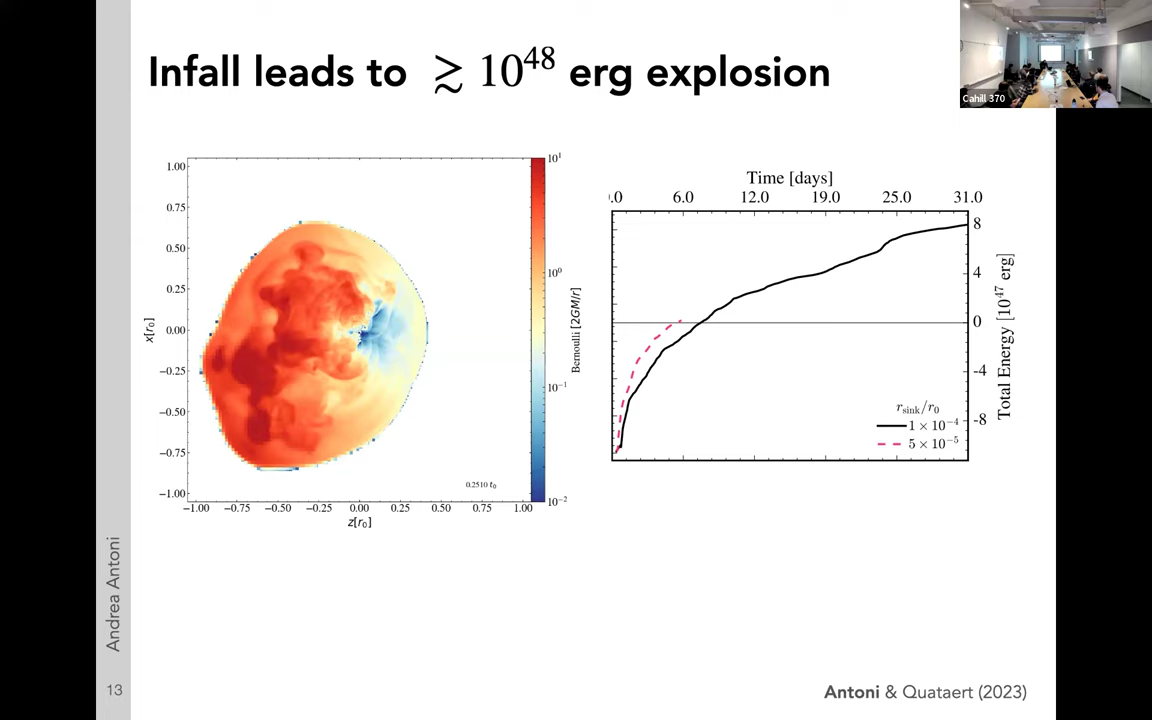 Infall leads to ≳ 10⁴⁸ erg explosion
Cahill 370
1.00
0.75
0.50
0.25
0.00
−0.25
−0.50
−0.75
−1.00
x[r₀]
−1.00 −0.75 −0.50 −0.25 0.00 0.25 0.50 0.75 1.00
z[r₀]
0.2510 t₀
10¹
10⁰
10⁻¹
10⁻²
Bernoulli [2GM/r]
Time [days]
.0 6.0 12.0 19.0 25.0 31.0
8
4
0
-4
-8
Total Energy [10⁴⁷ erg]
r_sink/r₀
1 × 10⁻⁴
5 × 10⁻⁵
Andrea Antoni
13
Antoni & Quataert (2023)